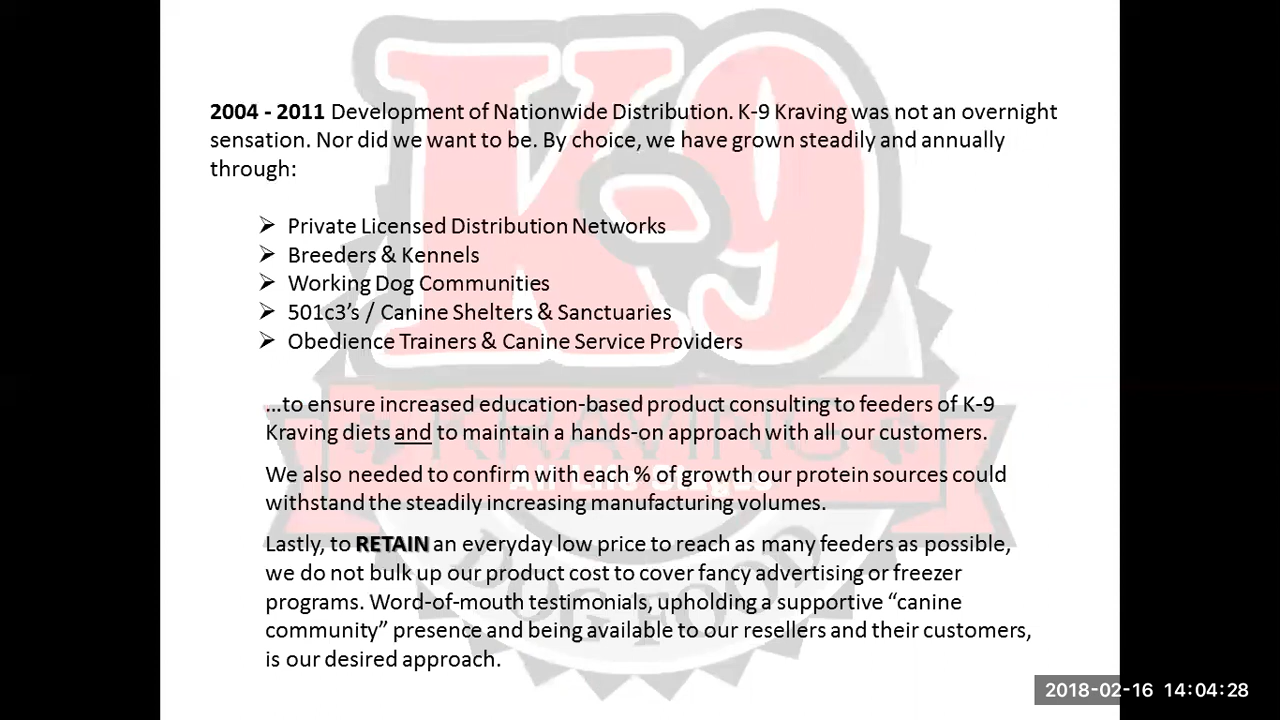 2004 - 2011 Development of Nationwide Distribution. K-9 Kraving was not an overnight
sensation. Nor did we want to be. By choice, we have grown steadily and annually
through:
➢ Private Licensed Distribution Networks
➢ Breeders & Kennels
➢ Working Dog Communities
➢ 501c3’s / Canine Shelters & Sanctuaries
➢ Obedience Trainers & Canine Service Providers
...to ensure increased education-based product consulting to feeders of K-9
Kraving diets and to maintain a hands-on approach with all our customers.
We also needed to confirm with each % of growth our protein sources could
withstand the steadily increasing manufacturing volumes.
Lastly, to RETAIN an everyday low price to reach as many feeders as possible,
we do not bulk up our product cost to cover fancy advertising or freezer
programs. Word-of-mouth testimonials, upholding a supportive “canine
community” presence and being available to our resellers and their customers,
is our desired approach.
K9
KRAVING
All Life Stages
DOG FOOD
2018-02-16 14:04:28